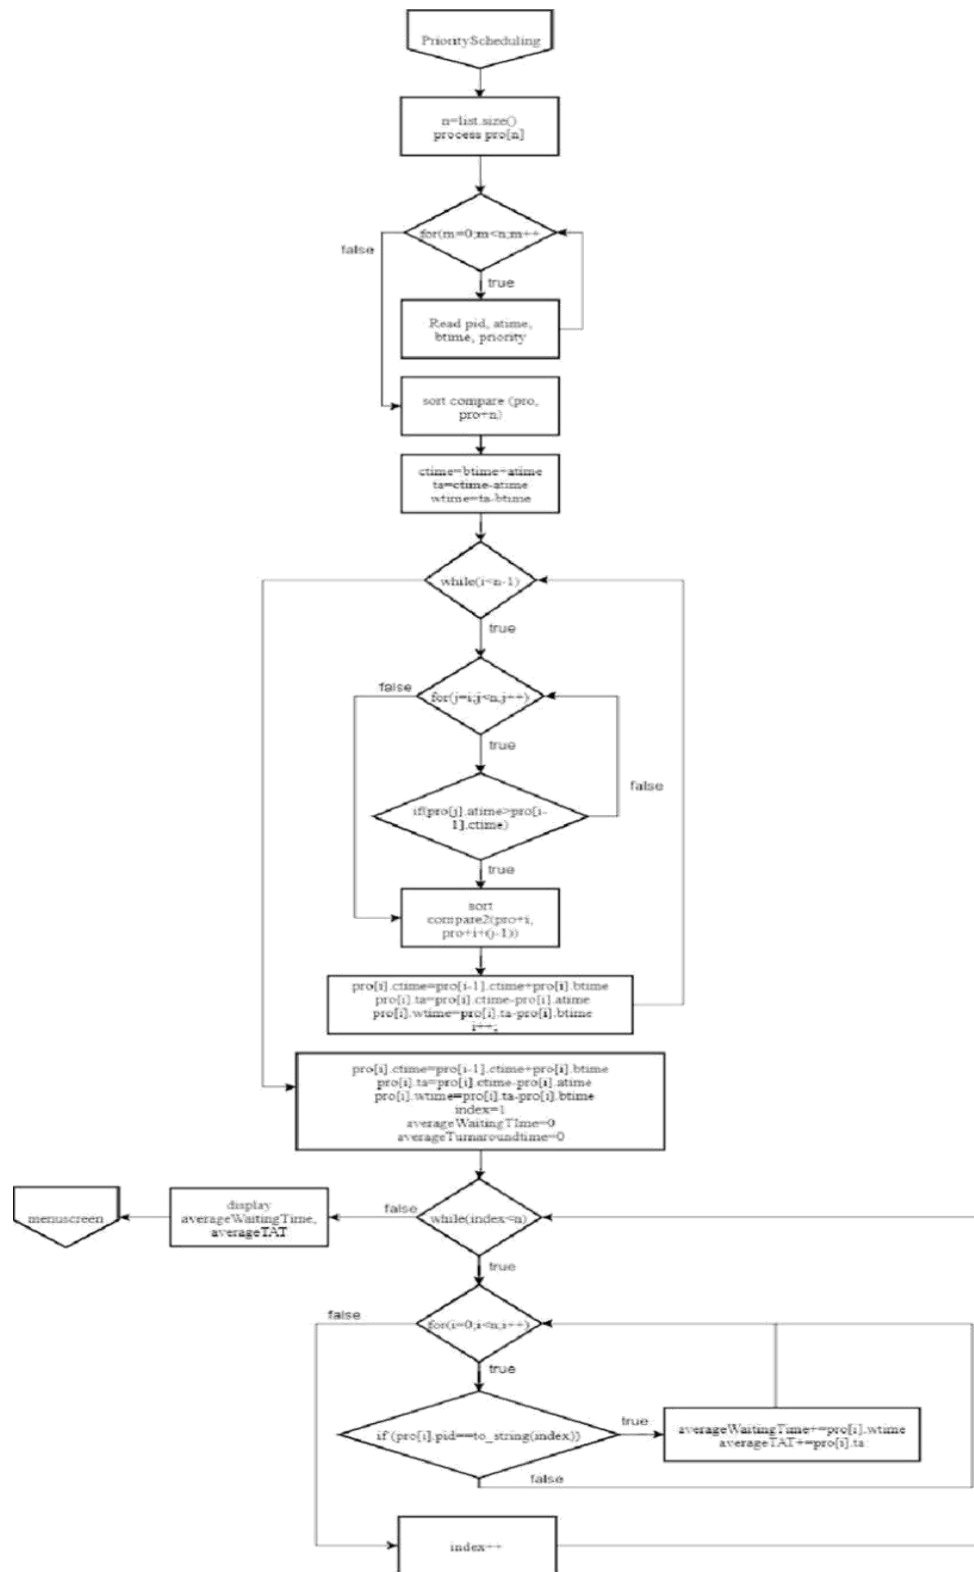 PriorityScheduling
n=list.size()
process pro[n]
for(m=0;m<n;m++
false
true
Read pid, atime,
btime, priority
sort compare (pro,
pro+n)
ctime=btime+atime
ta=ctime-atime
wtime=ta-btime
while(i<n-1)
true
false
for(j=i;j<n,j++)
true
if(pro[j].atime>pro[i-
1].ctime)
false
true
sort
compare2(pro+i,
pro+i+(j-1))
pro[i].ctime=pro[i-1].ctime+pro[i].btime
pro[i].ta=pro[i].ctime-pro[i].atime
pro[i].wtime=pro[i].ta-pro[i].btime
i++;
pro[i].ctime=pro[i-1].ctime+pro[i].btime
pro[i].ta=pro[i].ctime-pro[i].atime
pro[i].wtime=pro[i].ta-pro[i].btime
index=1
averageWaitingTIme=0
averageTurnaroundtime=0
menuscreen
display
averageWaitingTime,
averageTAT
false
while(index<n)
true
false
for(i=0;i<n,i++)
true
if (pro[i].pid==to_string(index))
true
averageWaitingTime+=pro[i].wtime
averageTAT+=pro[i].ta
false
index++